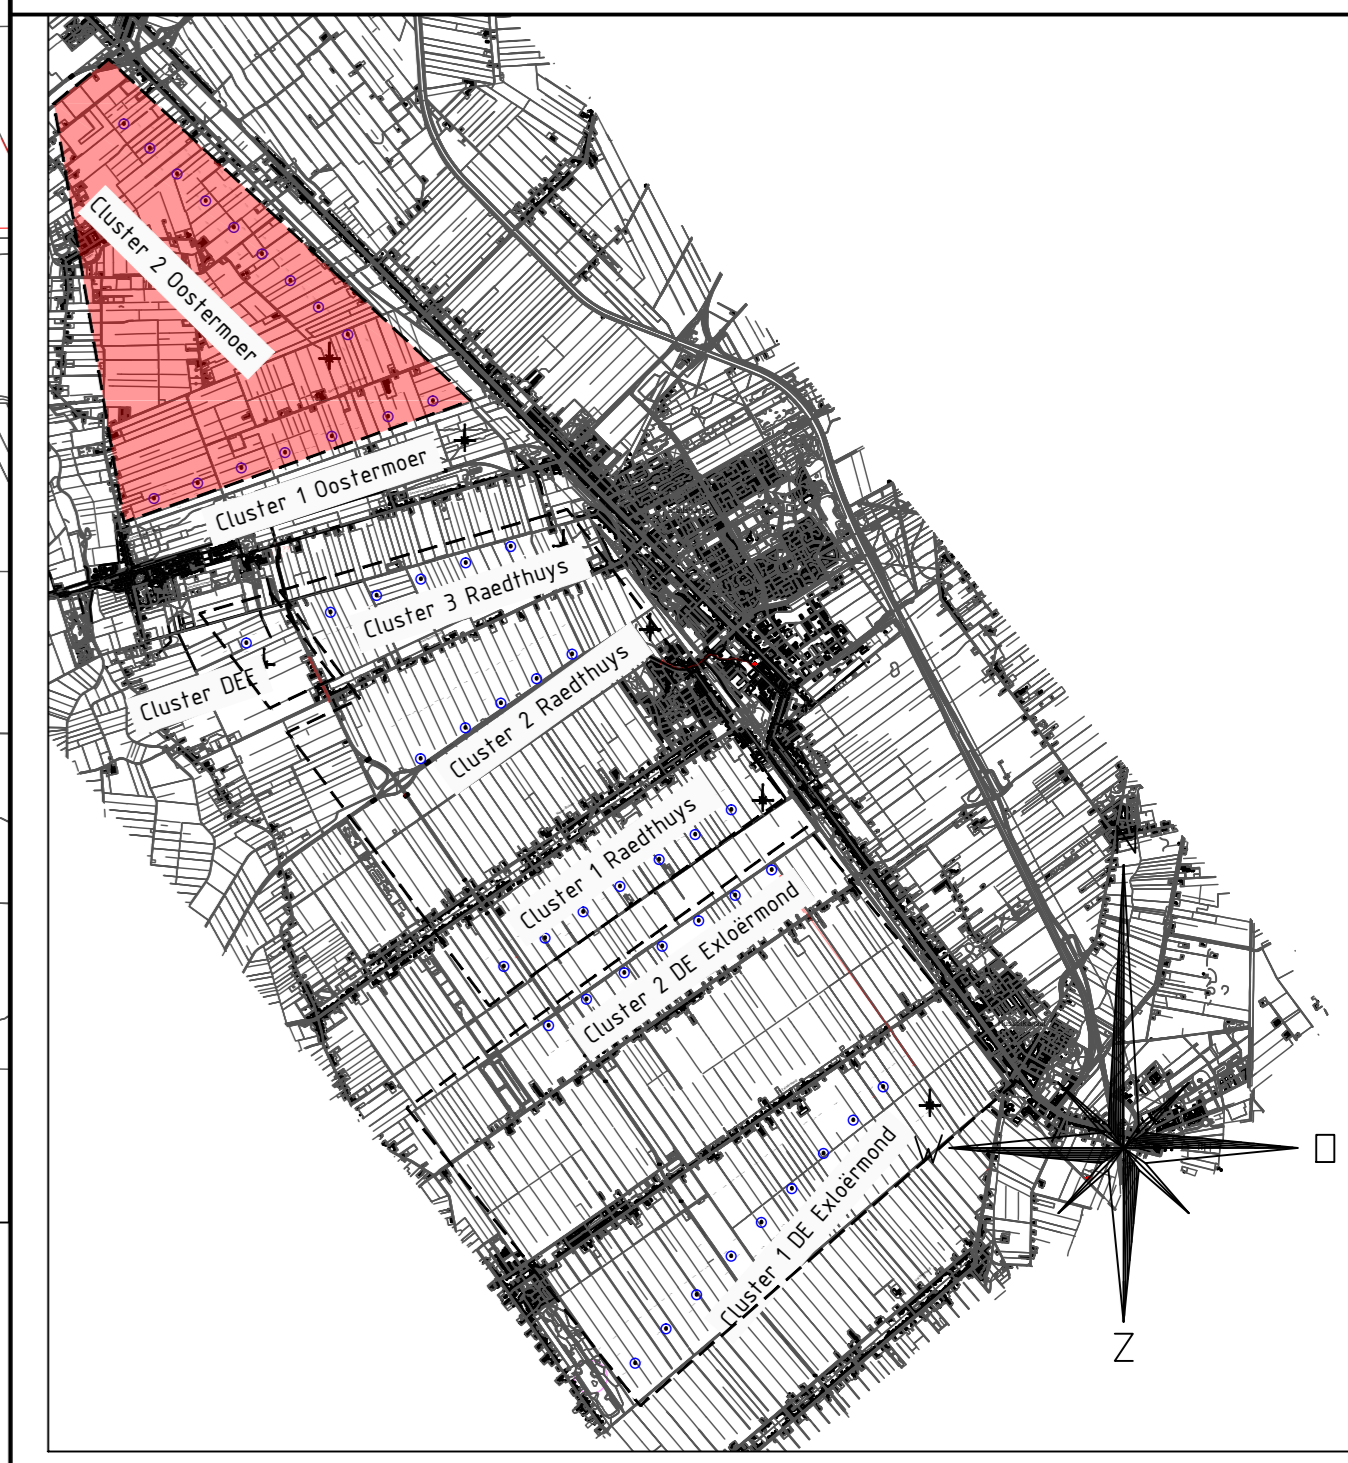 Cluster 2 Oostermoer
Cluster 1 Oostermoer
Cluster 3 Raedthuys
Cluster DEE
Cluster 2 Raedthuys
Cluster 1 Raedthuys
Cluster 2 DE Exloërmond
Cluster 1 DE Exloërmond
W
Z